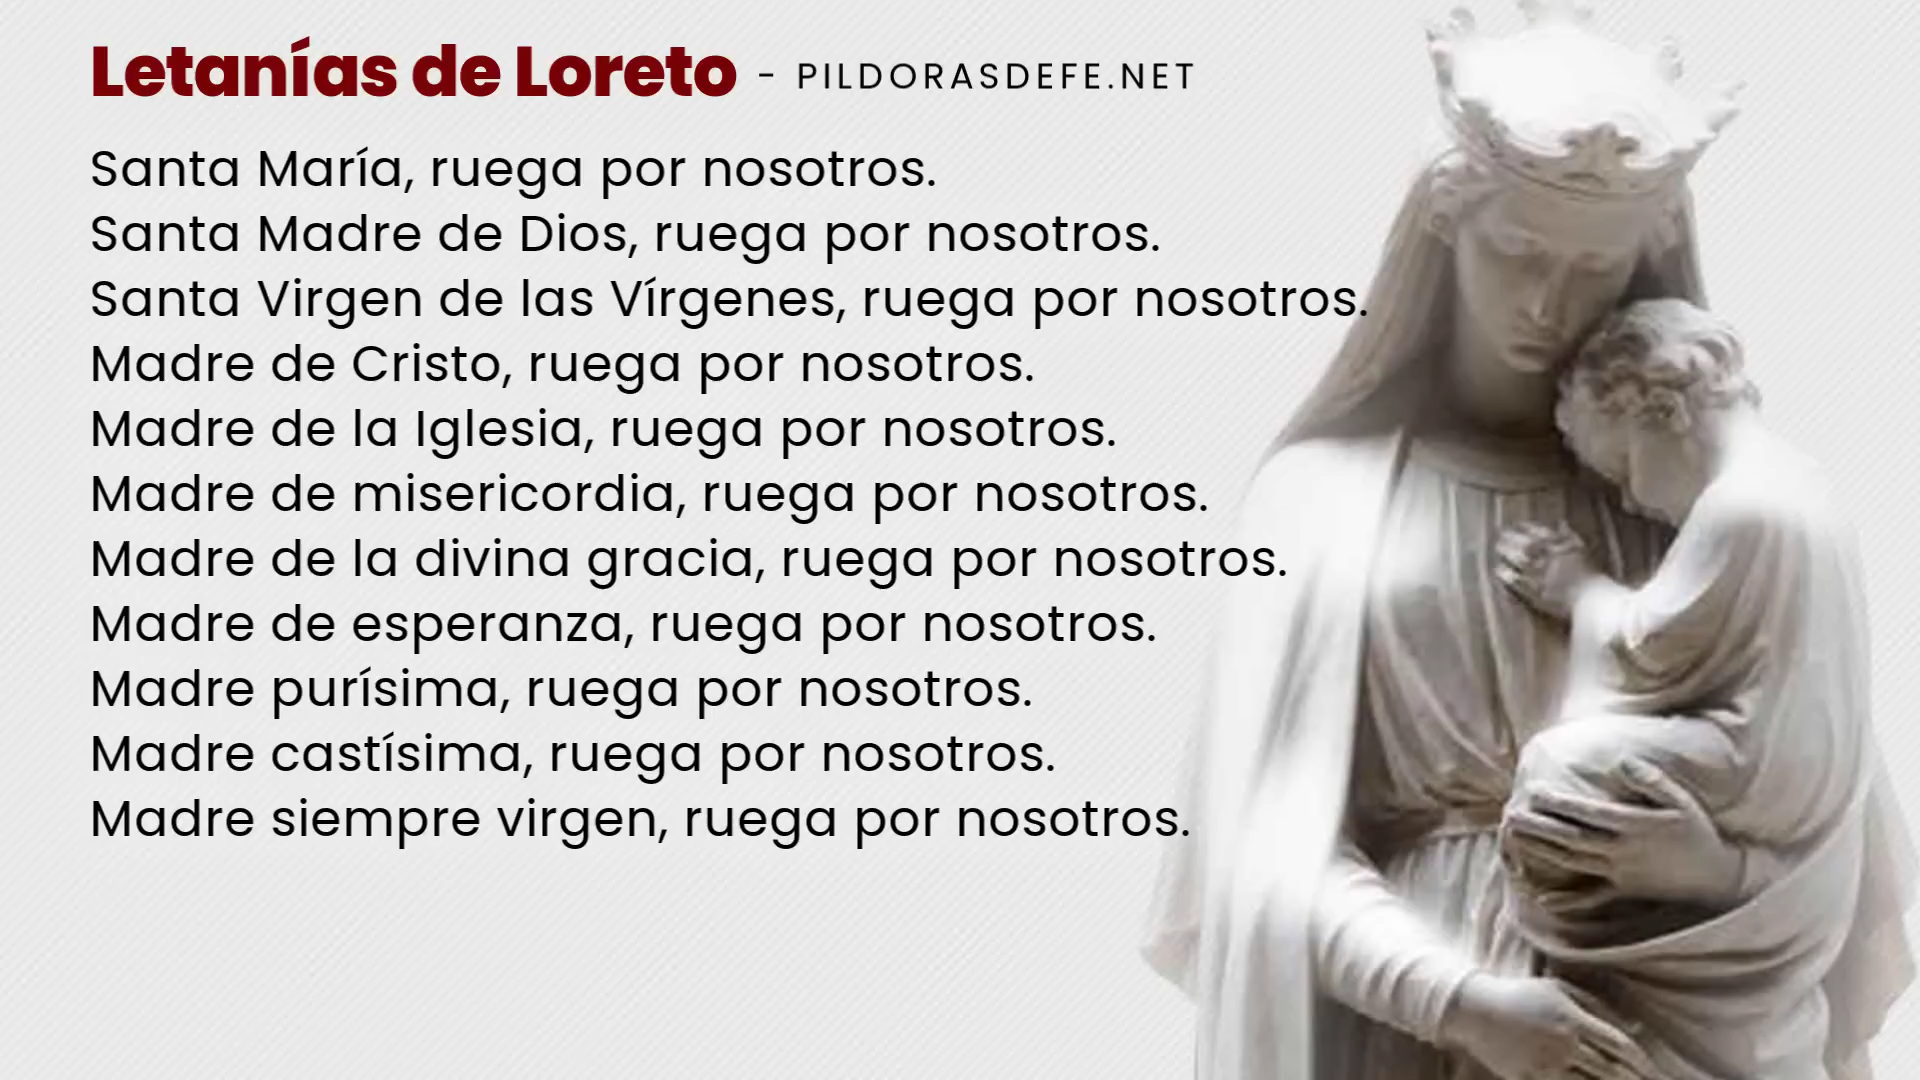 Letanías de Loreto - PILDORASDEFE.NET
Santa María, ruega por nosotros.
Santa Madre de Dios, ruega por nosotros.
Santa Virgen de las Vírgenes, ruega por nosotros.
Madre de Cristo, ruega por nosotros.
Madre de la Iglesia, ruega por nosotros.
Madre de misericordia, ruega por nosotros.
Madre de la divina gracia, ruega por nosotros.
Madre de esperanza, ruega por nosotros.
Madre purísima, ruega por nosotros.
Madre castísima, ruega por nosotros.
Madre siempre virgen, ruega por nosotros.